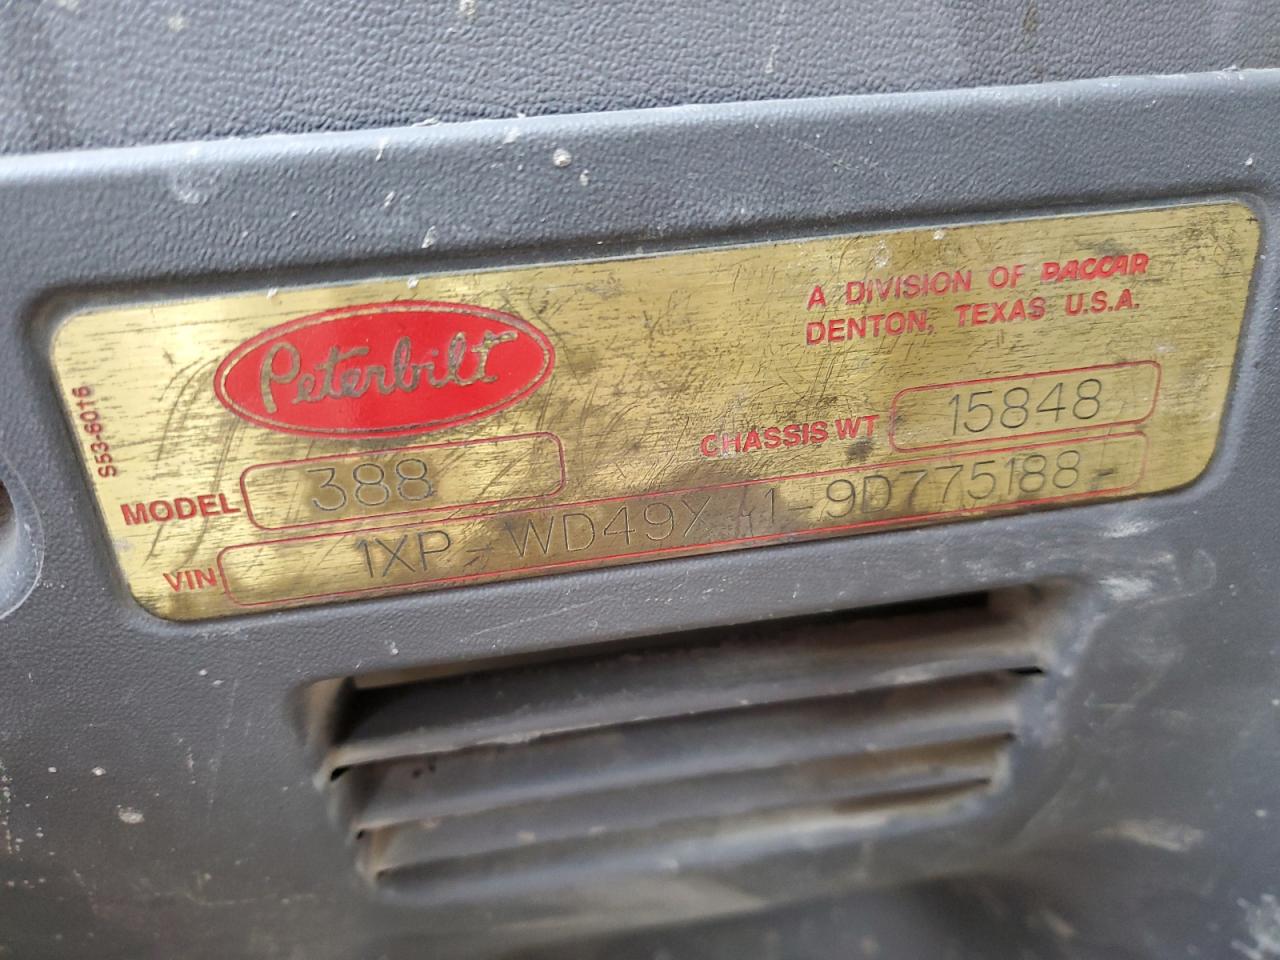 Peterbilt
A DIVISION OF PACCAR
DENTON, TEXAS U.S.A.
S53-6016
MODEL 388
CHASSIS WT 15848
VIN 1XP-WD49X 1-9D775188-